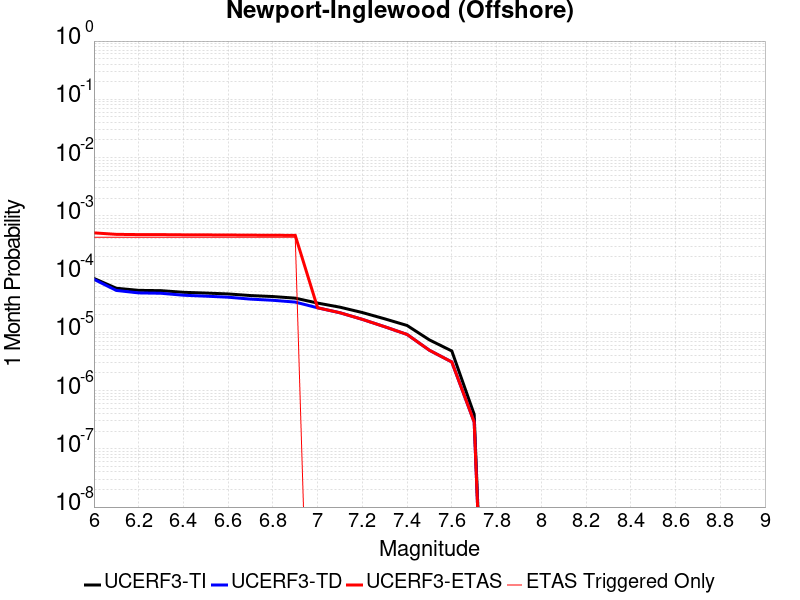 Newport-Inglewood (Offshore)
10^0
10^-1
10^-2
10^-3
10^-4
10^-5
10^-6
10^-7
10^-8
1 Month Probability
6 6.2 6.4 6.6 6.8 7 7.2 7.4 7.6 7.8 8 8.2 8.4 8.6 8.8 9
Magnitude
UCERF3-TI UCERF3-TD UCERF3-ETAS ETAS Triggered Only